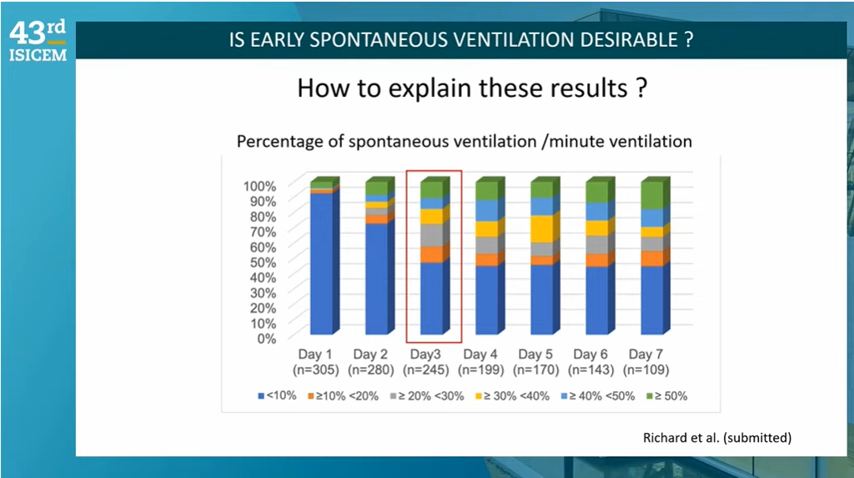 43rd
ISICEM
IS EARLY SPONTANEOUS VENTILATION DESIRABLE ?
How to explain these results ?
Percentage of spontaneous ventilation /minute ventilation
100%
90%
80%
70%
60%
50%
40%
30%
20%
10%
0%
Day 1 Day 2 Day3 Day 4 Day 5 Day 6 Day 7
(n=305) (n=280) (n=245) (n=199) (n=170) (n=143) (n=109)
<10% ≥10% <20% ≥ 20% <30% ≥ 30% <40% ≥ 40% <50% ≥ 50%
Richard et al. (submitted)